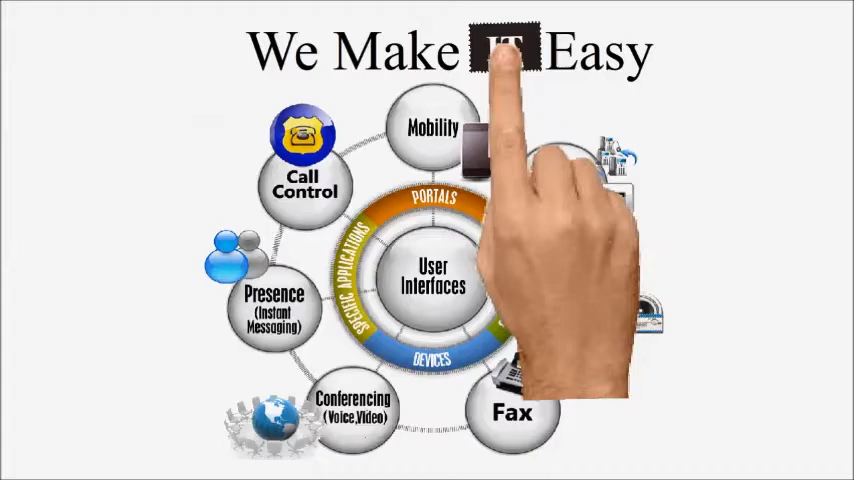 We Make IT Easy
Mobility
Call
Control
PORTALS
SPECIFIC APPLICATIONS
User
Interfaces
Presence
(Instant
Messaging)
DEVICES
Conferencing
(Voice,Video)
Fax